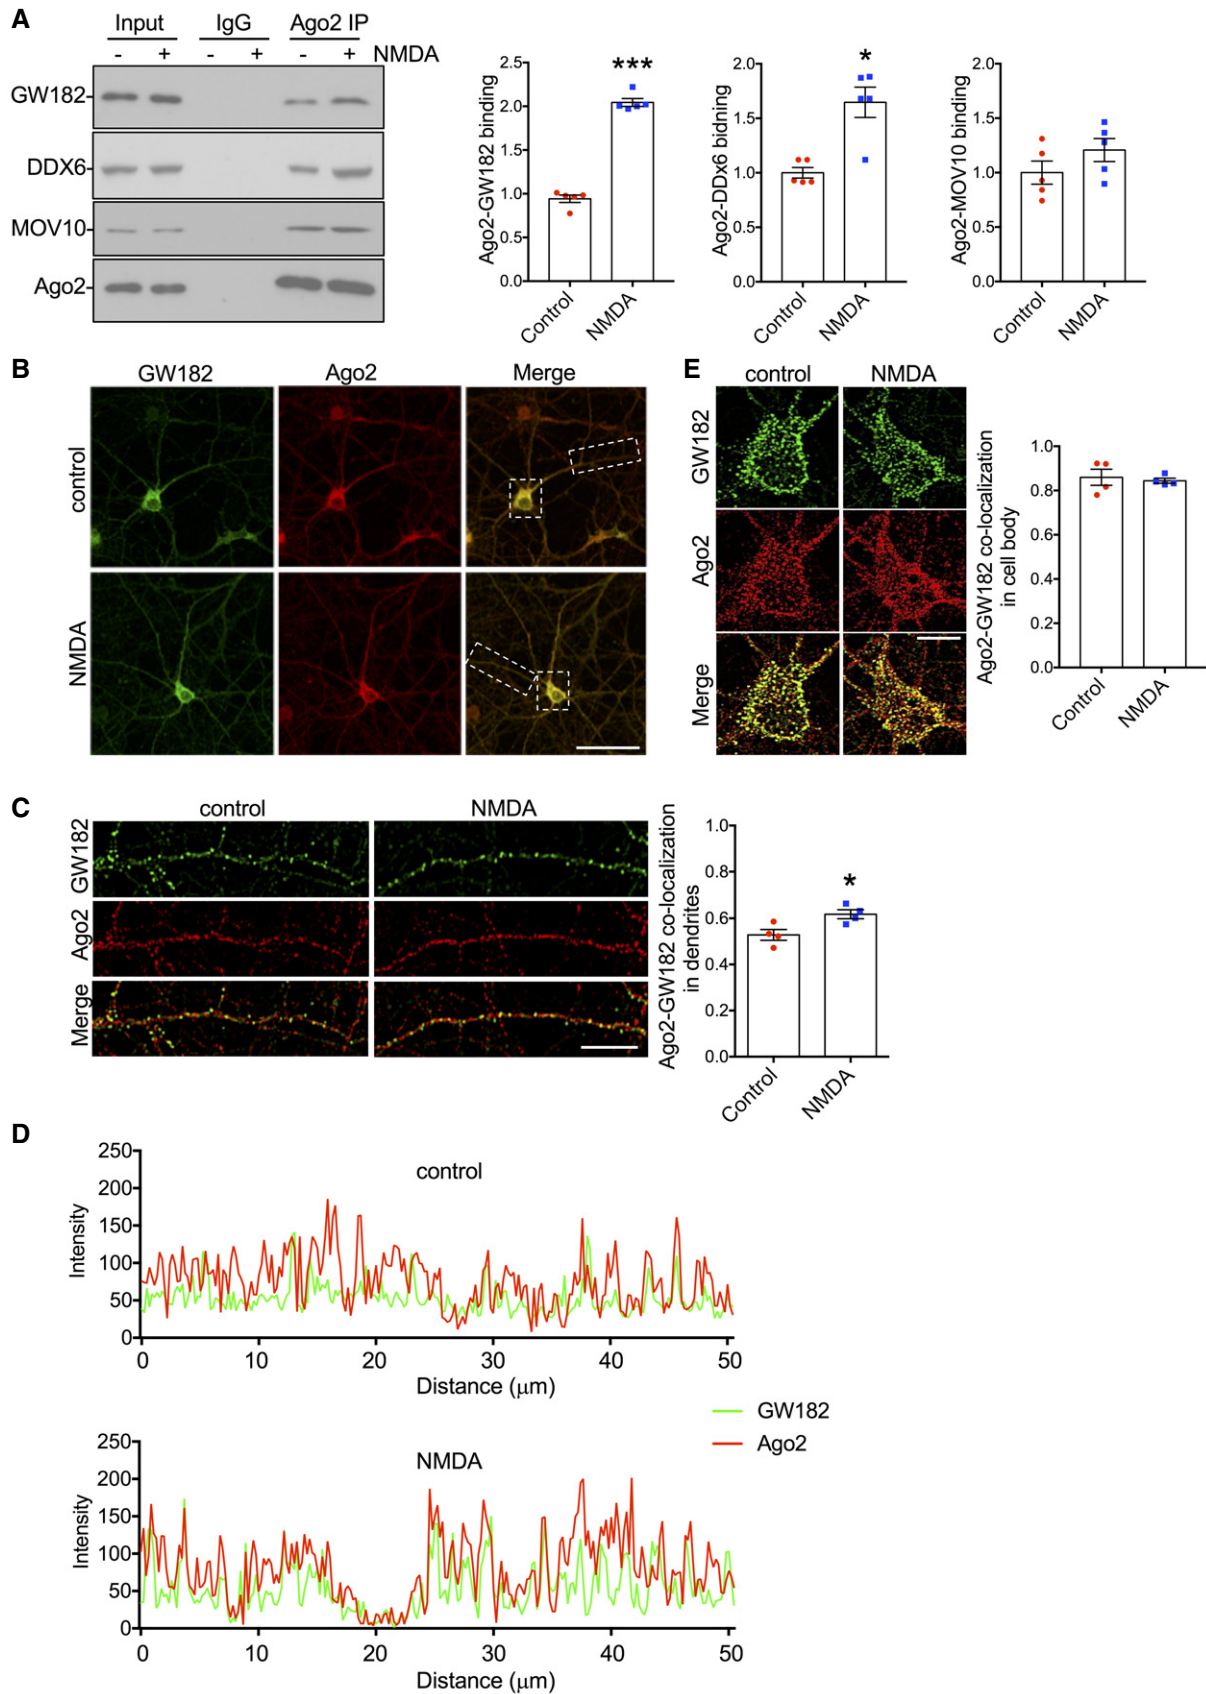 A
Input IgG Ago2 IP
- + - + - + NMDA
GW182
DDX6
MOV10
Ago2
Ago2-GW182 binding
2.5
2.0
1.5
1.0
0.5
0.0
***
Control
NMDA
Ago2-DDx6 bidning
2.0
1.5
1.0
0.5
0.0
*
Control
NMDA
Ago2-MOV10 binding
2.0
1.5
1.0
0.5
0.0
Control
NMDA
B
GW182 Ago2 Merge
control
NMDA
E
control NMDA
GW182
Ago2
Merge
Ago2-GW182 co-localization
in cell body
1.0
0.8
0.6
0.4
0.2
0.0
Control
NMDA
C
control NMDA
GW182
Ago2
Merge
Ago2-GW182 co-localization
in dendrites
1.0
0.8
0.6
0.4
0.2
0.0
*
Control
NMDA
D
control
Intensity
250
200
150
100
50
0
0 10 20 30 40 50
Distance (μm)
GW182
Ago2
NMDA
Intensity
250
200
150
100
50
0
0 10 20 30 40 50
Distance (μm)